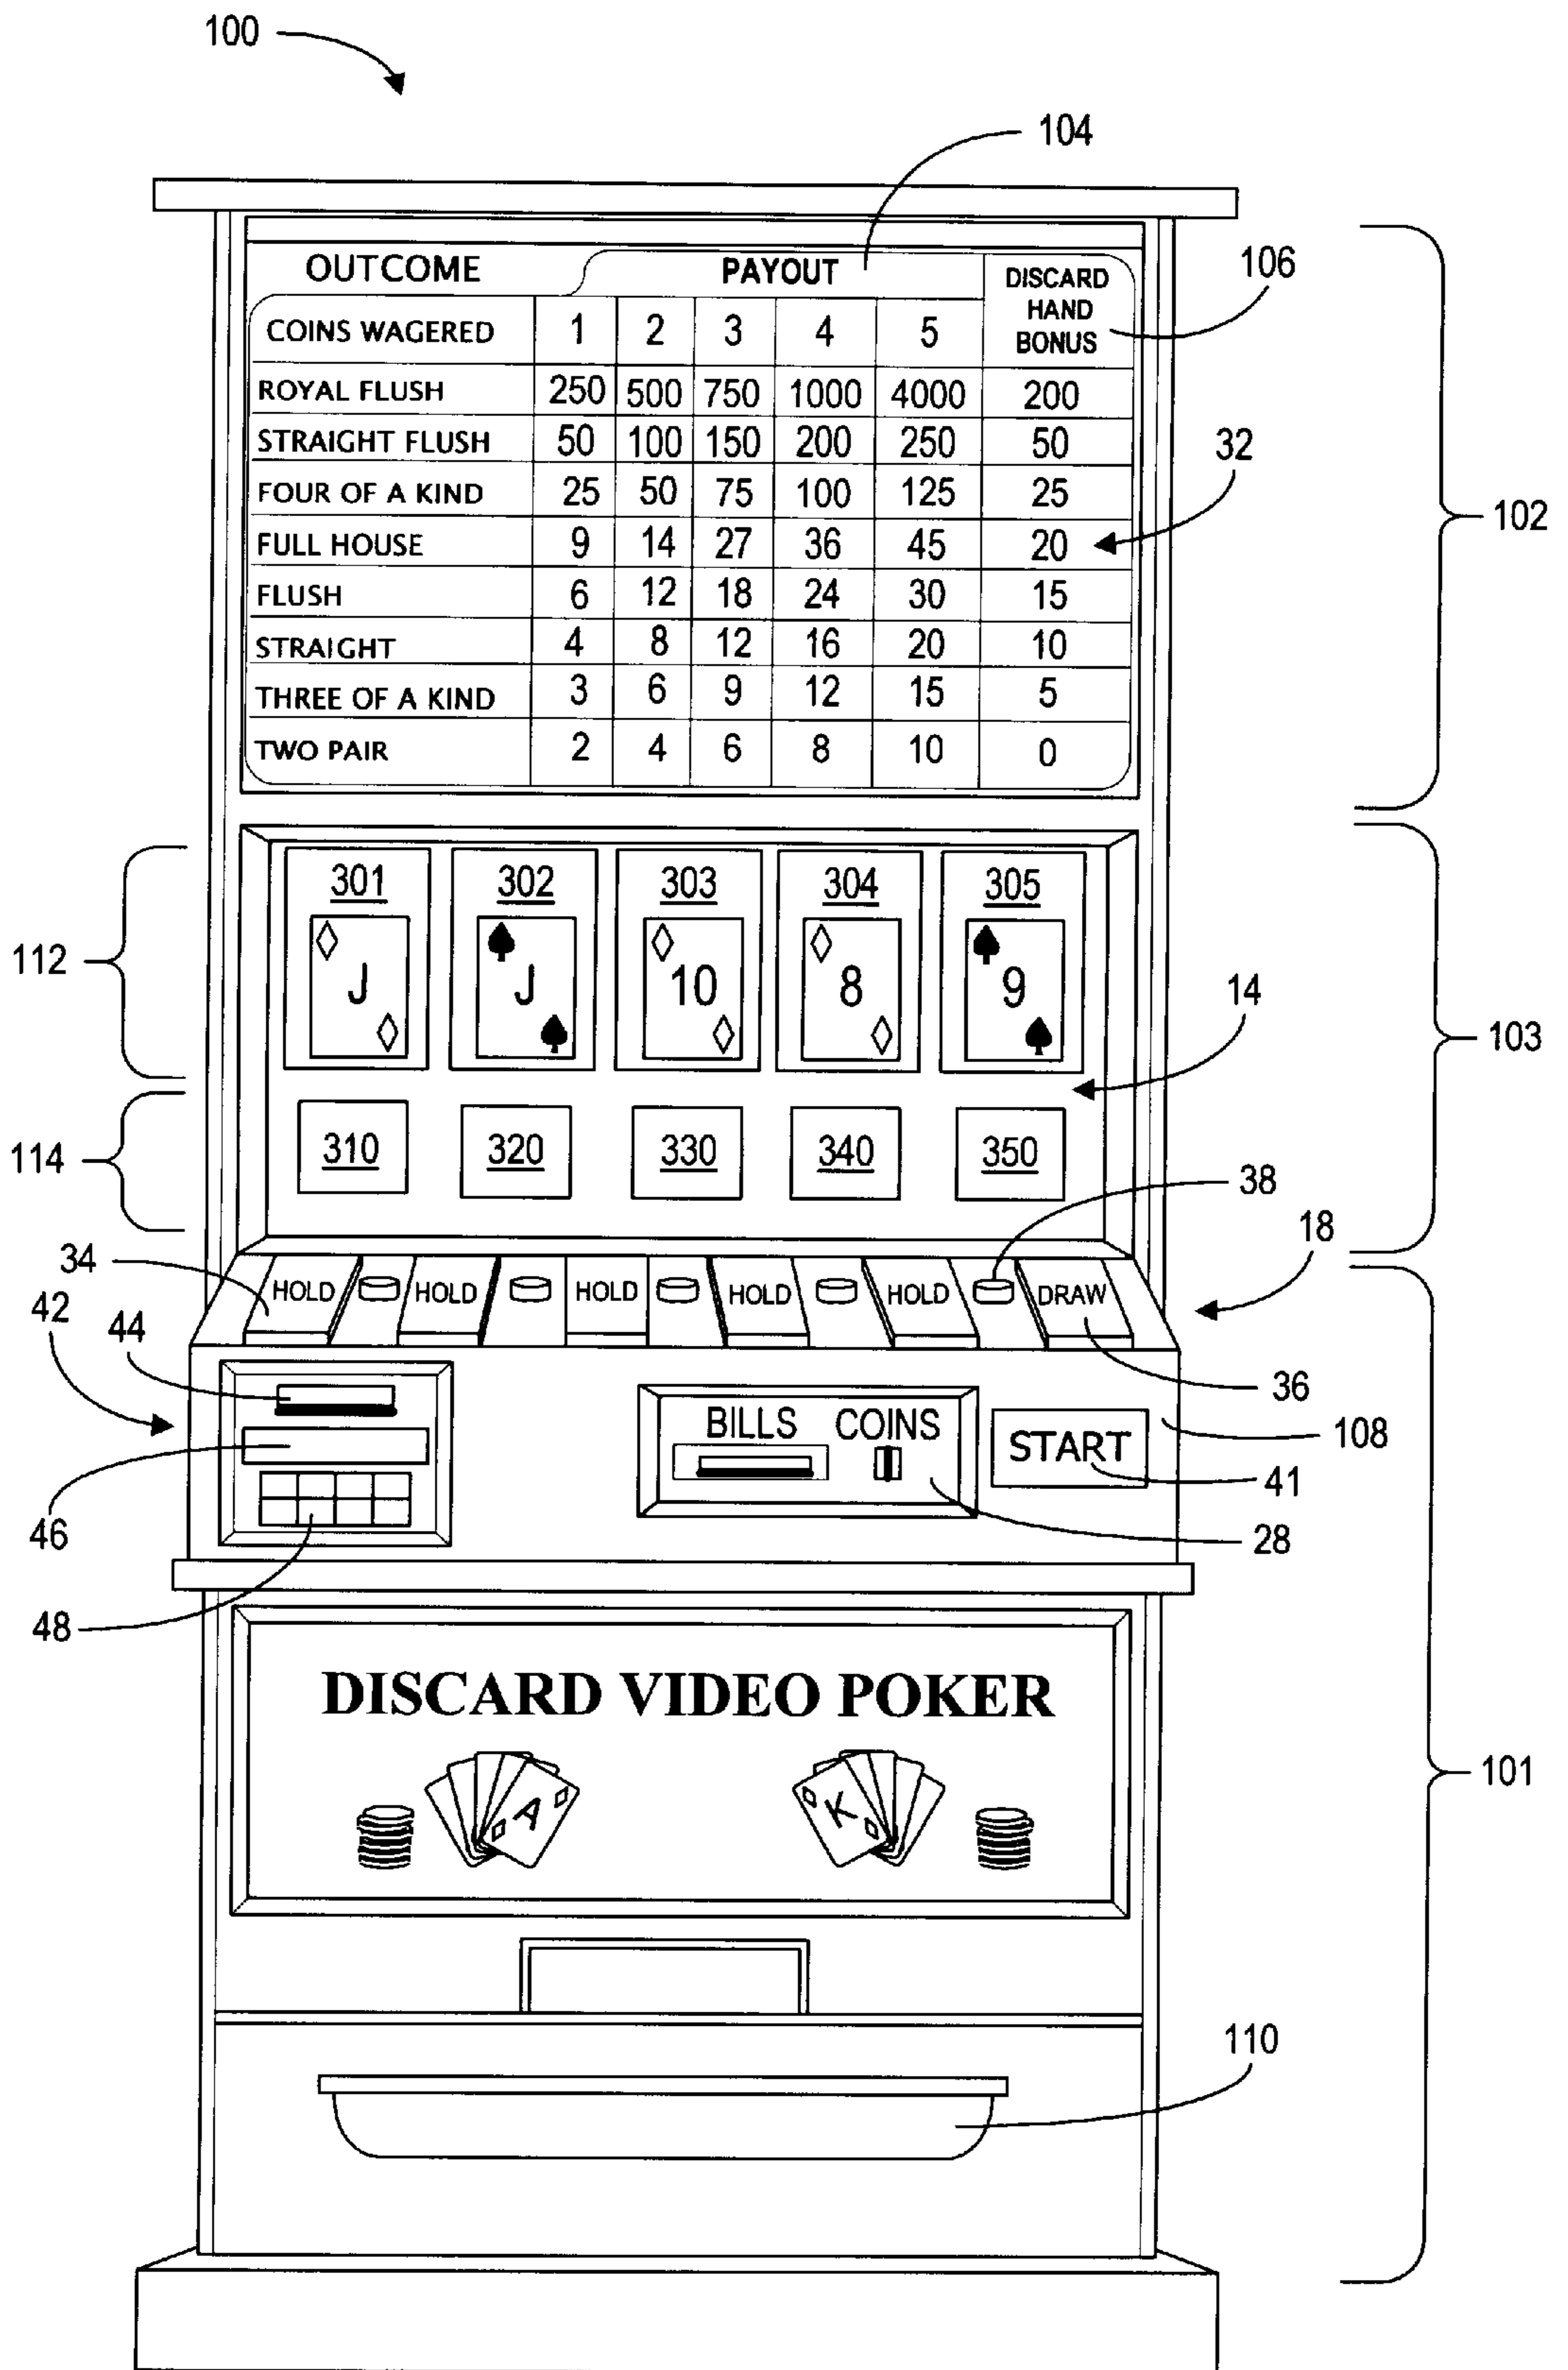 100
104
OUTCOME PAYOUT DISCARD HAND BONUS
106
COINS WAGERED 1 2 3 4 5
ROYAL FLUSH 250 500 750 1000 4000 200
STRAIGHT FLUSH 50 100 150 200 250 50
32
FOUR OF A KIND 25 50 75 100 125 25
102
FULL HOUSE 9 14 27 36 45 20
FLUSH 6 12 18 24 30 15
STRAIGHT 4 8 12 16 20 10
THREE OF A KIND 3 6 9 12 15 5
TWO PAIR 2 4 6 8 10 0
301 302 303 304 305
112
J J 10 8 9
14
103
114
310 320 330 340 350
38
18
34
HOLD HOLD HOLD HOLD HOLD DRAW
42
44
36
BILLS COINS
START
108
41
46
28
48
DISCARD VIDEO POKER
101
A K
110